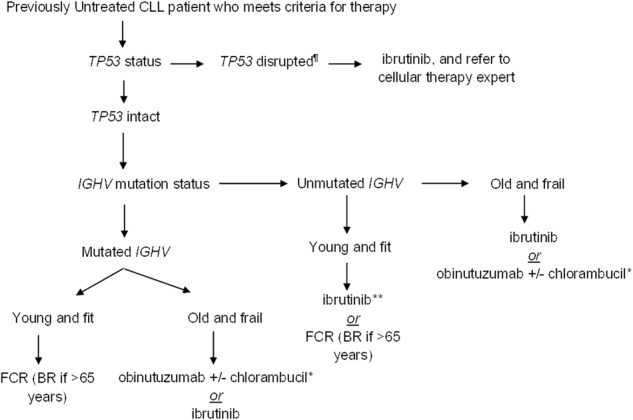 Previously Untreated CLL patient who meets criteria for therapy
TP53 status
TP53 disrupted¶
ibrutinib, and refer to
cellular therapy expert
TP53 intact
IGHV mutation status
Unmutated IGHV
Old and frail
ibrutinib
or
obinutuzumab +/- chlorambucil*
Young and fit
ibrutinib**
or
FCR (BR if >65
years)
Mutated IGHV
Young and fit
FCR (BR if >65
years)
Old and frail
obinutuzumab +/- chlorambucil*
or
ibrutinib